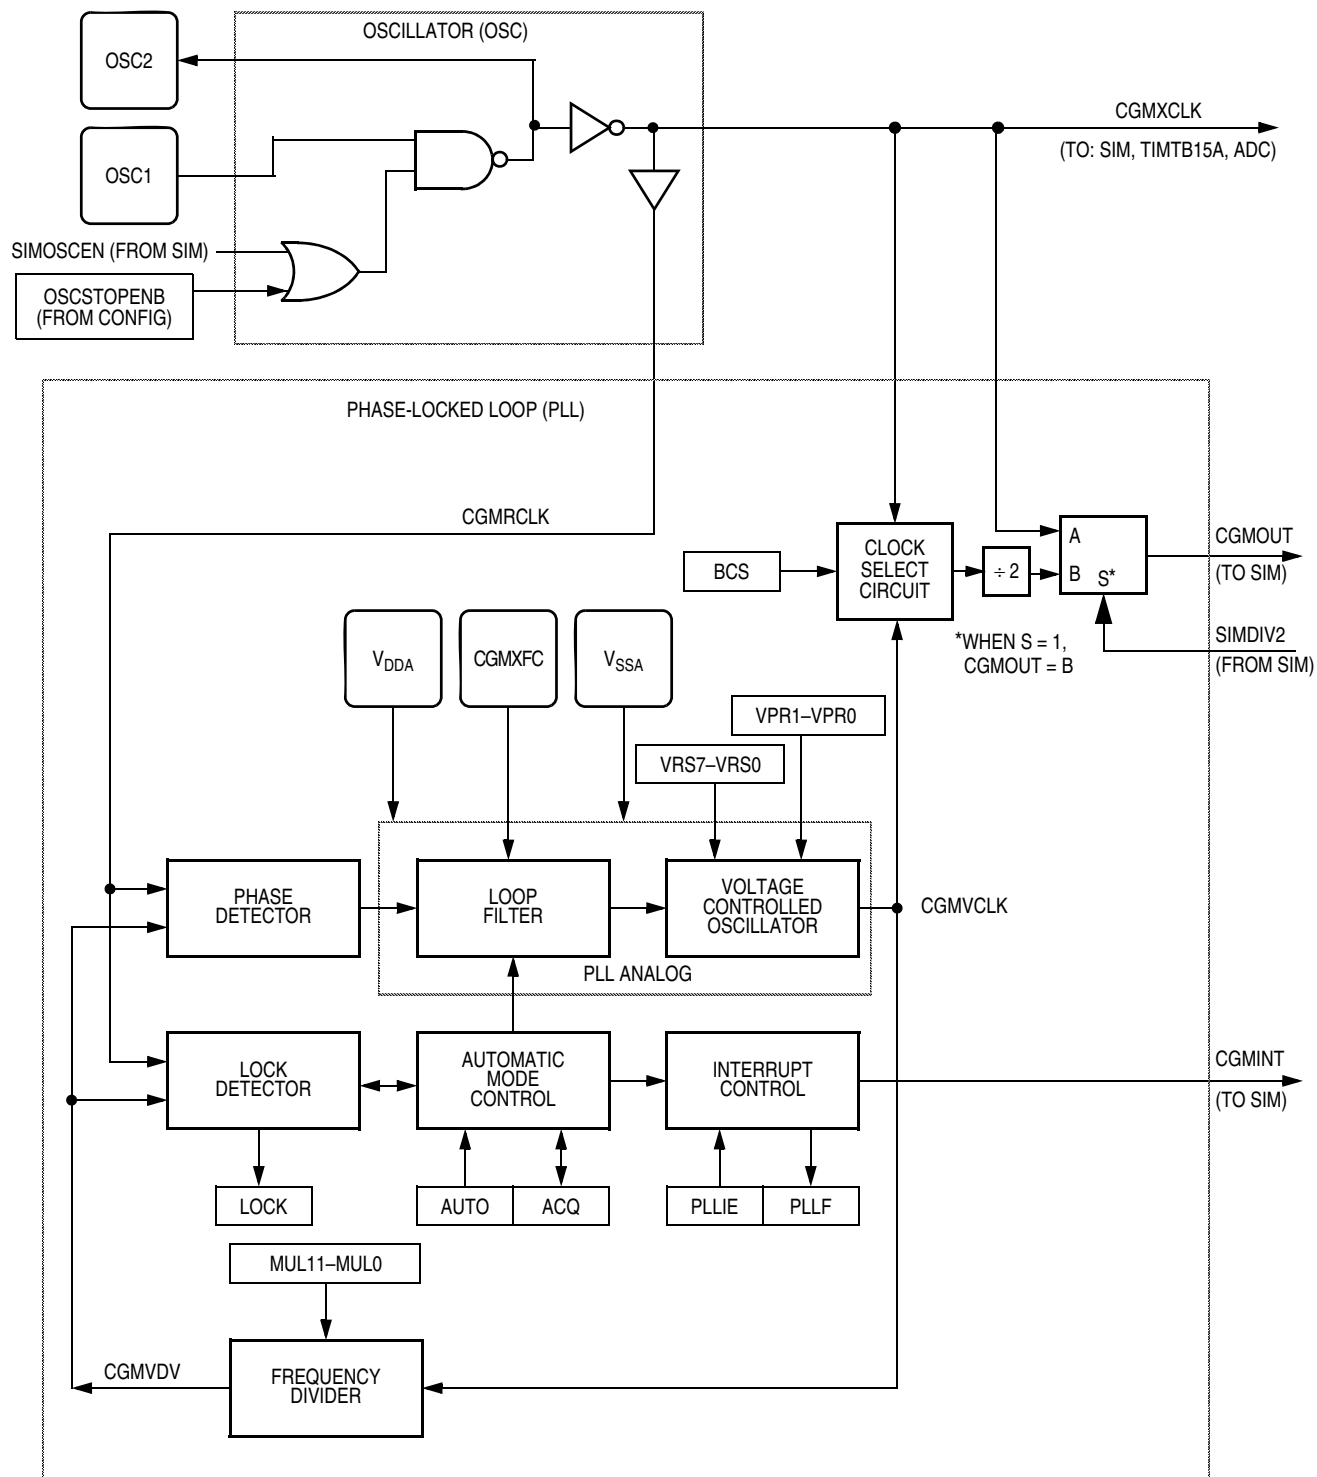 OSCILLATOR (OSC)
OSC2
OSC1
CGMXCLK
(TO: SIM, TIMTB15A, ADC)
SIMOSCEN (FROM SIM)
OSCSTOPENB
(FROM CONFIG)
PHASE-LOCKED LOOP (PLL)
CGMRCLK
BCS
CLOCK
SELECT
CIRCUIT
÷ 2
A
B S*
CGMOUT
(TO SIM)
*WHEN S = 1,
CGMOUT = B
SIMDIV2
(FROM SIM)
VDDA
CGMXFC
VSSA
VPR1–VPR0
VRS7–VRS0
PHASE
DETECTOR
LOOP
FILTER
VOLTAGE
CONTROLLED
OSCILLATOR
CGMVCLK
PLL ANALOG
LOCK
DETECTOR
AUTOMATIC
MODE
CONTROL
INTERRUPT
CONTROL
CGMINT
(TO SIM)
LOCK
AUTO
ACQ
PLLIE
PLLF
MUL11–MUL0
CGMVDV
FREQUENCY
DIVIDER